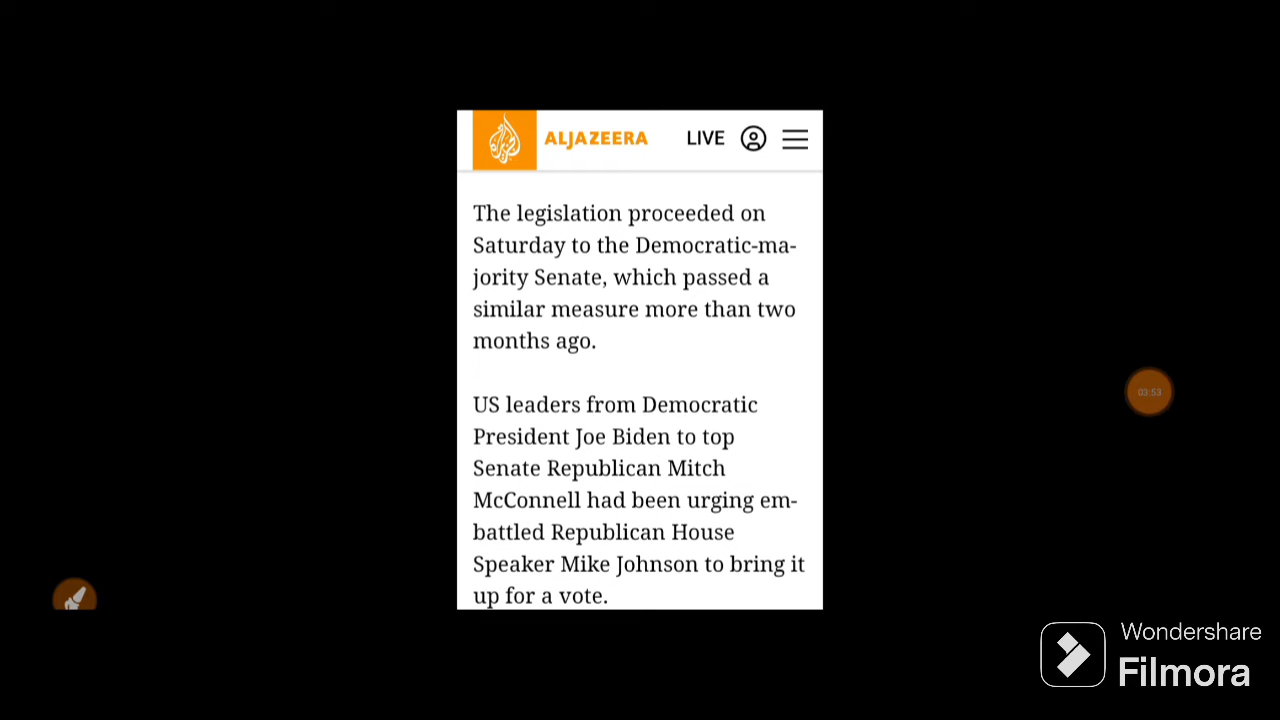 ALJAZEERA
LIVE
The legislation proceeded on
Saturday to the Democratic-ma-
jority Senate, which passed a
similar measure more than two
months ago.
US leaders from Democratic
President Joe Biden to top
Senate Republican Mitch
McConnell had been urging em-
battled Republican House
Speaker Mike Johnson to bring it
up for a vote.
03:53
Wondershare
Filmora